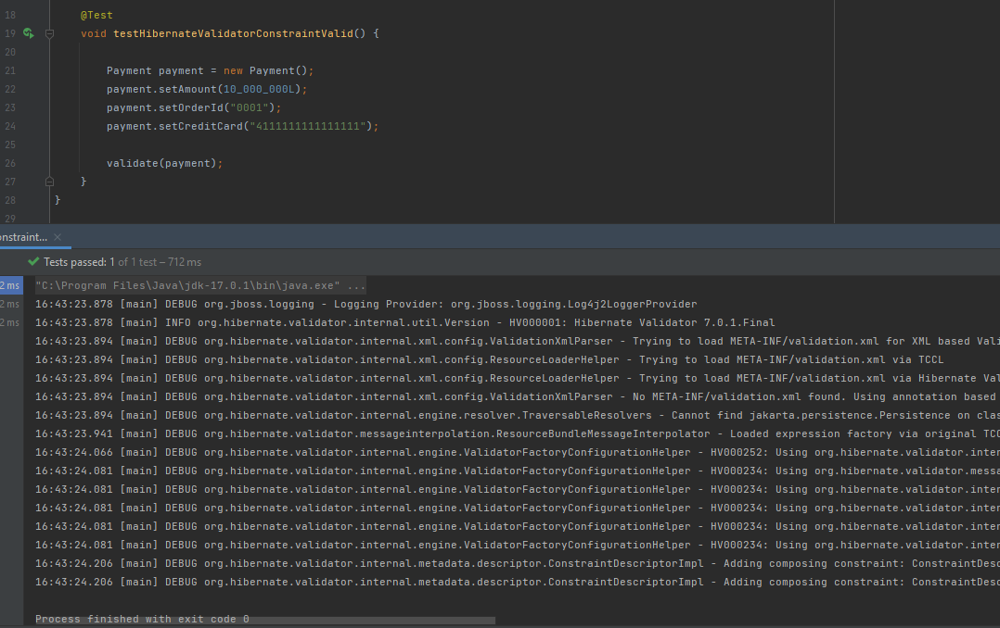 18 @Test
19 void testHibernateValidatorConstraintValid() {
20
21 Payment payment = new Payment();
22 payment.setAmount(10_000_000L);
23 payment.setOrderId("0001");
24 payment.setCreditCard("4111111111111111");
25
26 validate(payment);
27 }
28 }
29
onstraint... ×
Tests passed: 1 of 1 test – 712 ms
2 ms "C:\Program Files\Java\jdk-17.0.1\bin\java.exe" ...
2 ms 16:43:23.878 [main] DEBUG org.jboss.logging - Logging Provider: org.jboss.logging.Log4j2LoggerProvider
2 ms 16:43:23.878 [main] INFO org.hibernate.validator.internal.util.Version - HV000001: Hibernate Validator 7.0.1.Final
16:43:23.894 [main] DEBUG org.hibernate.validator.internal.xml.config.ValidationXmlParser - Trying to load META-INF/validation.xml for XML based Vali
16:43:23.894 [main] DEBUG org.hibernate.validator.internal.xml.config.ResourceLoaderHelper - Trying to load META-INF/validation.xml via TCCL
16:43:23.894 [main] DEBUG org.hibernate.validator.internal.xml.config.ResourceLoaderHelper - Trying to load META-INF/validation.xml via Hibernate Val
16:43:23.894 [main] DEBUG org.hibernate.validator.internal.xml.config.ValidationXmlParser - No META-INF/validation.xml found. Using annotation based
16:43:23.894 [main] DEBUG org.hibernate.validator.internal.engine.resolver.TraversableResolvers - Cannot find jakarta.persistence.Persistence on clas
16:43:23.941 [main] DEBUG org.hibernate.validator.messageinterpolation.ResourceBundleMessageInterpolator - Loaded expression factory via original TCC
16:43:24.066 [main] DEBUG org.hibernate.validator.internal.engine.ValidatorFactoryConfigurationHelper - HV000252: Using org.hibernate.validator.inter
16:43:24.081 [main] DEBUG org.hibernate.validator.internal.engine.ValidatorFactoryConfigurationHelper - HV000234: Using org.hibernate.validator.messa
16:43:24.081 [main] DEBUG org.hibernate.validator.internal.engine.ValidatorFactoryConfigurationHelper - HV000234: Using org.hibernate.validator.inter
16:43:24.081 [main] DEBUG org.hibernate.validator.internal.engine.ValidatorFactoryConfigurationHelper - HV000234: Using org.hibernate.validator.inter
16:43:24.081 [main] DEBUG org.hibernate.validator.internal.engine.ValidatorFactoryConfigurationHelper - HV000234: Using org.hibernate.validator.inter
16:43:24.081 [main] DEBUG org.hibernate.validator.internal.engine.ValidatorFactoryConfigurationHelper - HV000234: Using org.hibernate.validator.inter
16:43:24.206 [main] DEBUG org.hibernate.validator.internal.metadata.descriptor.ConstraintDescriptorImpl - Adding composing constraint: ConstraintDesc
16:43:24.206 [main] DEBUG org.hibernate.validator.internal.metadata.descriptor.ConstraintDescriptorImpl - Adding composing constraint: ConstraintDesc
Process finished with exit code 0